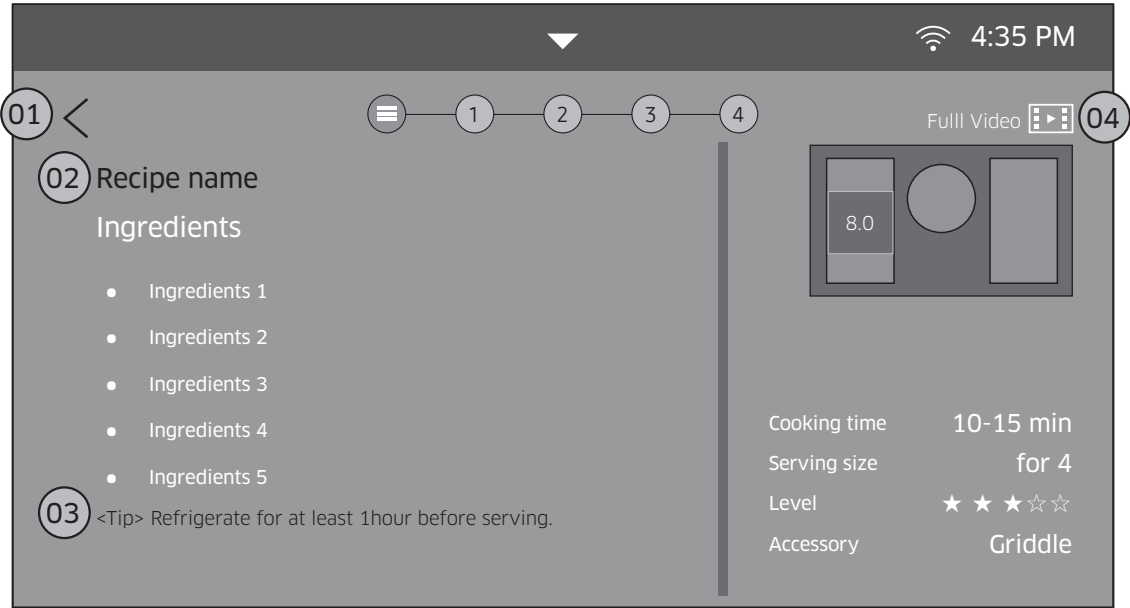 4:35 PM
01
1 2 3 4
Fulll Video
04
02 Recipe name
Ingredients
Ingredients 1
Ingredients 2
Ingredients 3
Ingredients 4
Ingredients 5
03 <Tip> Refrigerate for at least 1hour before serving.
8.0
Cooking time 10-15 min
Serving size for 4
Level ★ ★ ★☆☆
Accessory Griddle